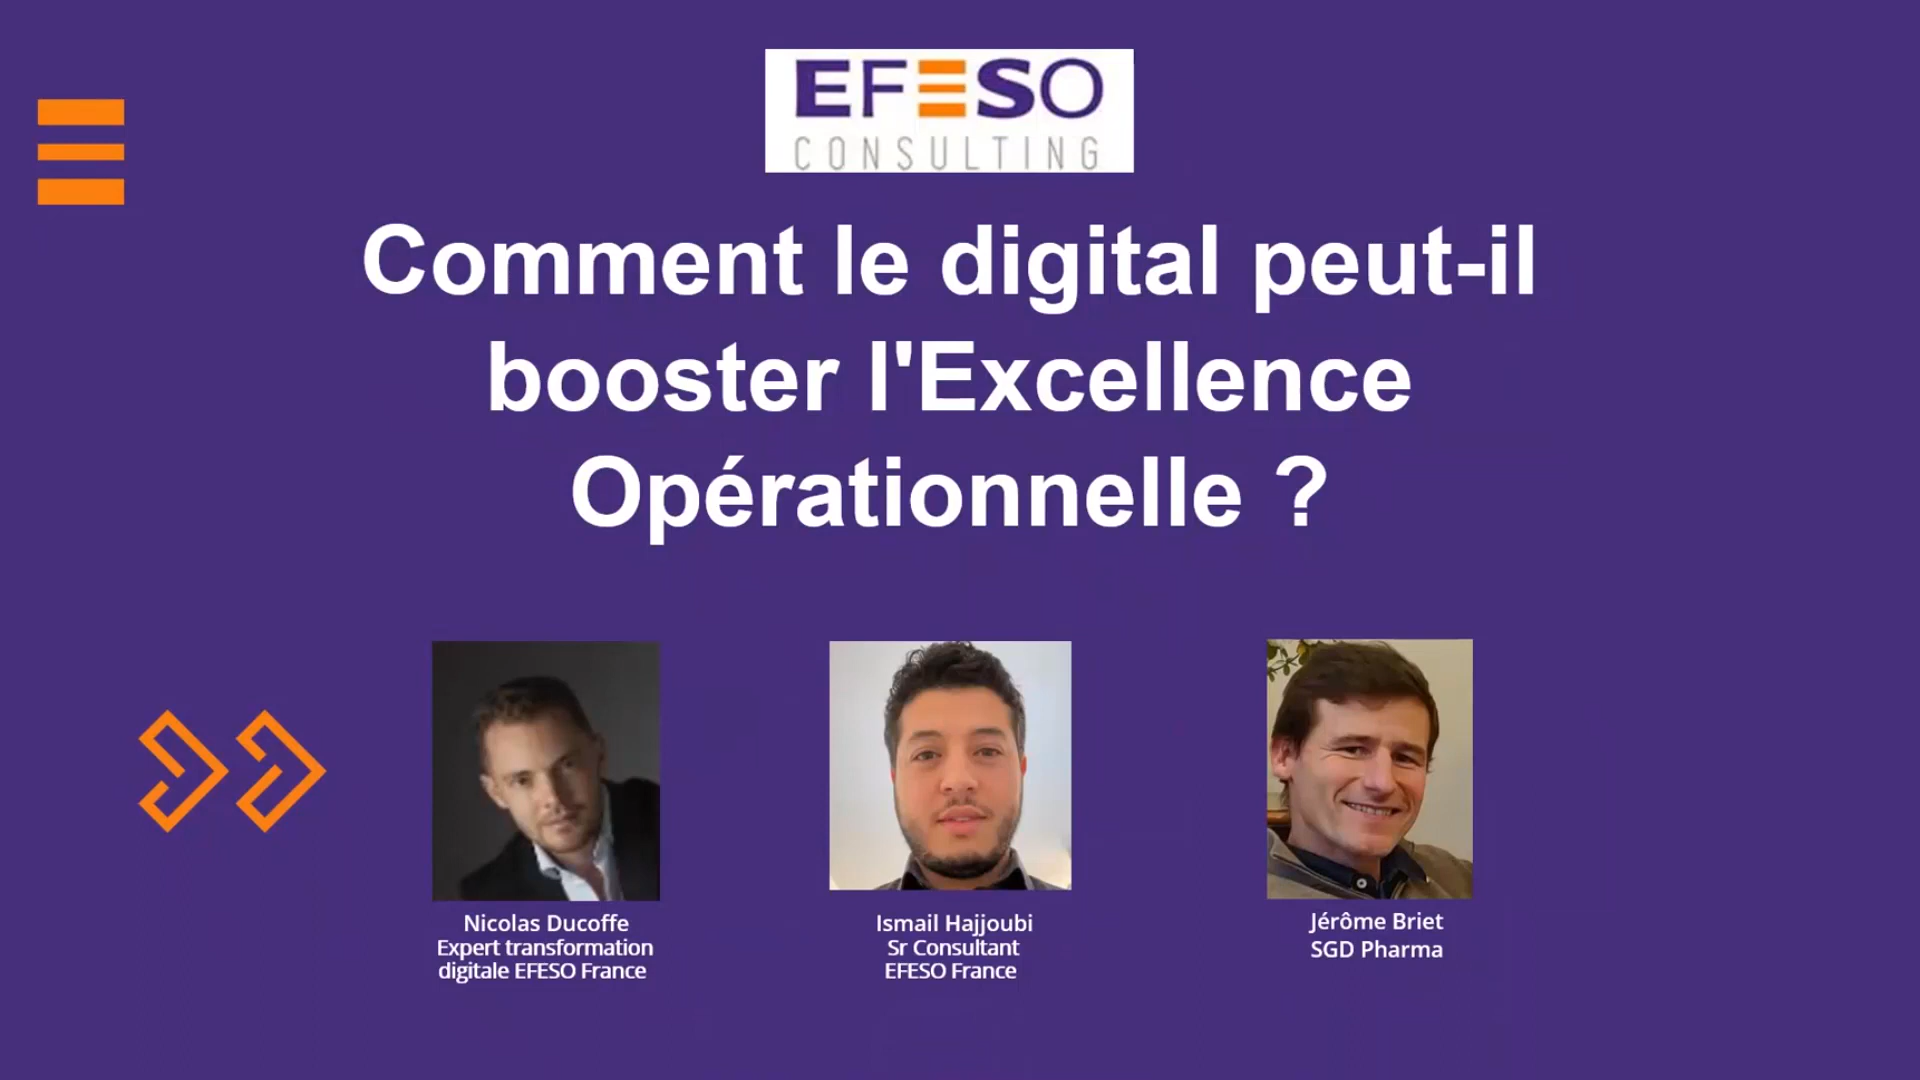 EFESO
CONSULTING
Comment le digital peut-il
booster l'Excellence
Opérationnelle ?
Nicolas Ducoffe
Expert transformation
digitale EFESO France
Ismail Hajjoubi
Sr Consultant
EFESO France
Jérôme Briet
SGD Pharma